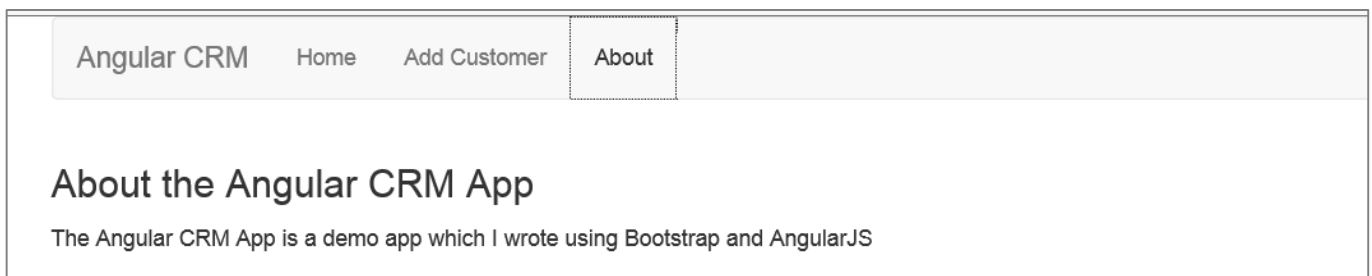 Angular CRM Home Add Customer About
About the Angular CRM App
The Angular CRM App is a demo app which I wrote using Bootstrap and AngularJS